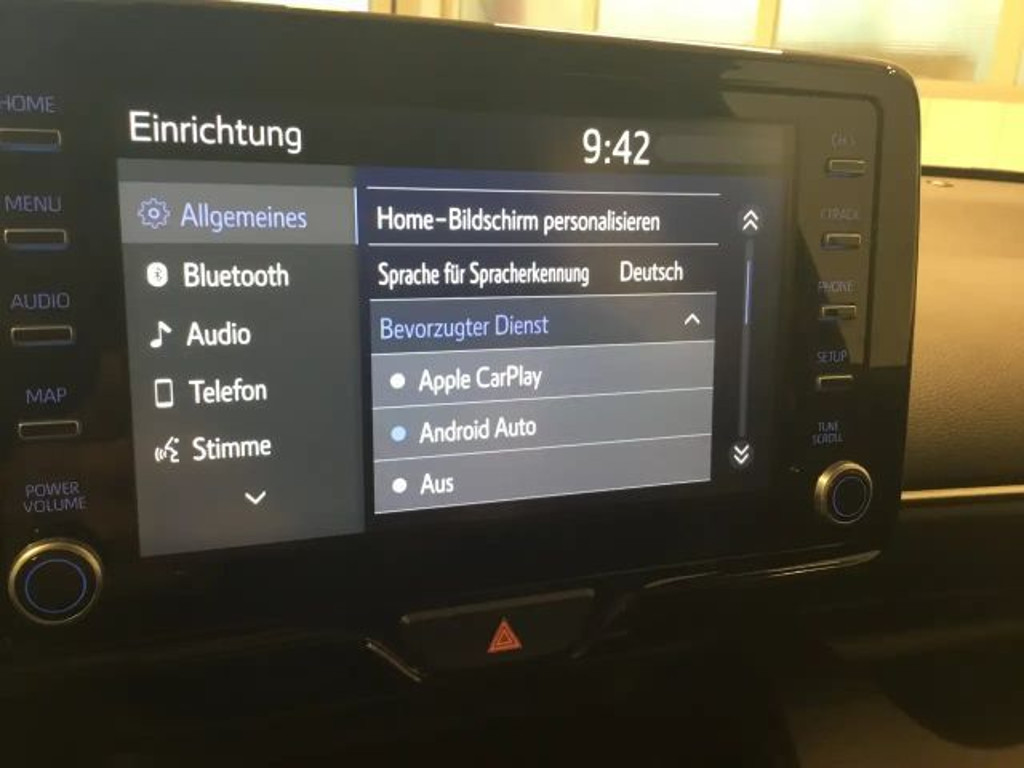 HOME
MENU
AUDIO
MAP
POWER
VOLUME
Einrichtung
9:42
Allgemeines
Bluetooth
Audio
Telefon
Stimme
Home-Bildschirm personalisieren
Sprache für Spracherkennung Deutsch
Bevorzugter Dienst
Apple CarPlay
Android Auto
Aus
PHONE
SETUP
TUNE
SCROLL